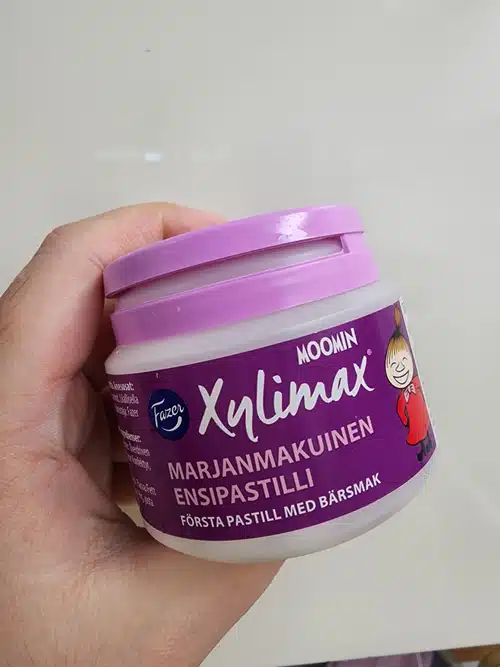 MOOMIN
Fazer
Xylimax®
MARJANMAKUINEN
ENSIPASTILLI
FÖRSTA PASTILL MED BÄRSMAK